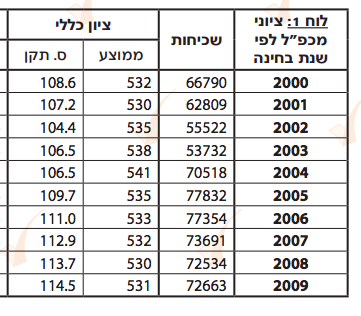 לוח 1: ציוני מכפ"ל לפי שנת בחינה שכיחות ציון כללי
ממוצע ס. תקן
2000 66790 532 108.6
2001 62809 530 107.2
2002 55522 535 104.4
2003 53732 538 106.5
2004 70518 541 106.5
2005 77832 535 109.7
2006 77354 533 111.0
2007 73691 532 112.9
2008 72534 530 113.7
2009 72663 531 114.5